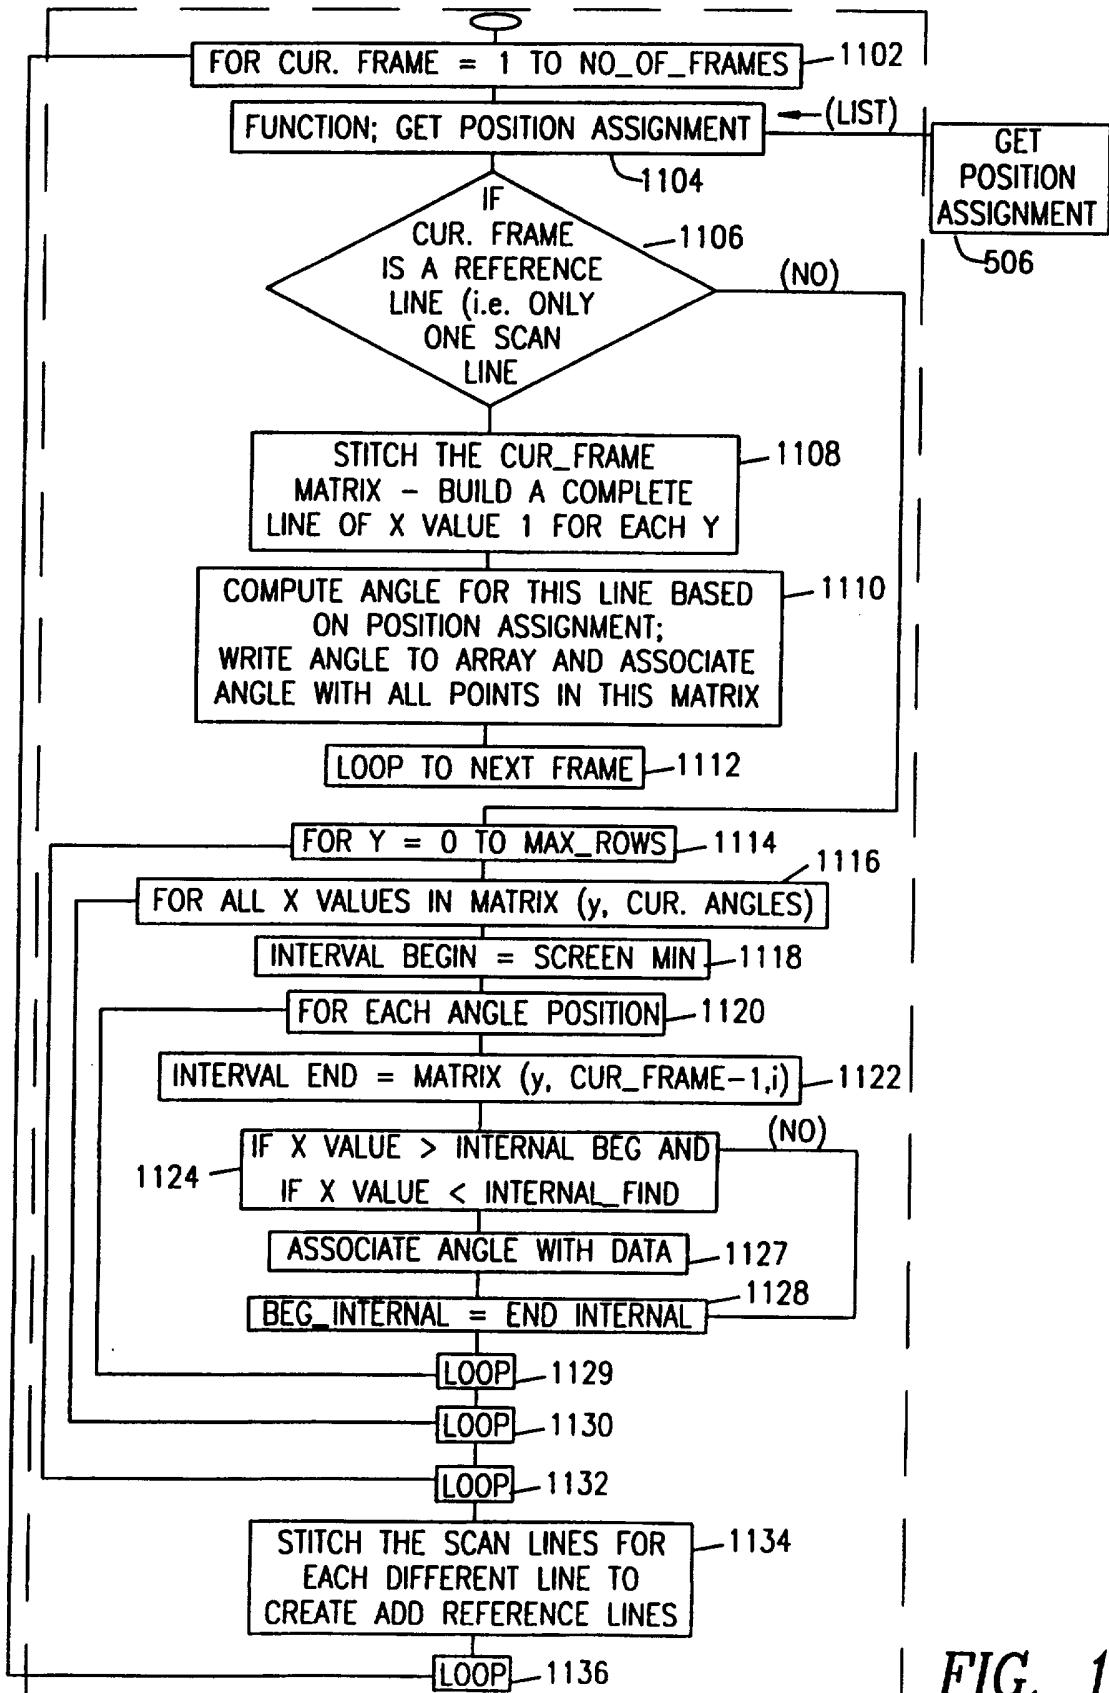 FOR CUR. FRAME = 1 TO NO_OF_FRAMES
1102
FUNCTION; GET POSITION ASSIGNMENT
(LIST)
1104
GET
POSITION
ASSIGNMENT
506
IF
CUR. FRAME
IS A REFERENCE
LINE (i.e. ONLY
ONE SCAN
LINE
1106
(NO)
STITCH THE CUR_FRAME
MATRIX - BUILD A COMPLETE
LINE OF X VALUE 1 FOR EACH Y
1108
COMPUTE ANGLE FOR THIS LINE BASED
ON POSITION ASSIGNMENT;
WRITE ANGLE TO ARRAY AND ASSOCIATE
ANGLE WITH ALL POINTS IN THIS MATRIX
1110
LOOP TO NEXT FRAME
1112
FOR Y = 0 TO MAX_ROWS
1114
1116
FOR ALL X VALUES IN MATRIX (y, CUR. ANGLES)
INTERVAL BEGIN = SCREEN MIN
1118
FOR EACH ANGLE POSITION
1120
INTERVAL END = MATRIX (y, CUR_FRAME-1,i)
1122
(NO)
IF X VALUE > INTERNAL BEG AND
IF X VALUE < INTERNAL_FIND
1124
ASSOCIATE ANGLE WITH DATA
1127
1128
BEG_INTERNAL = END INTERNAL
LOOP
1129
LOOP
1130
LOOP
1132
STITCH THE SCAN LINES FOR
EACH DIFFERENT LINE TO
CREATE ADD REFERENCE LINES
1134
LOOP
1136
FIG. 1